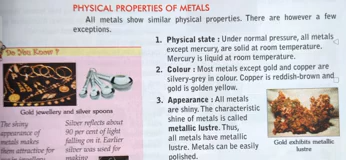 PHYSICAL PROPERTIES OF METALS
All metals show similar physical properties. There are however a few
exceptions.
1. Physical state : Under normal pressure, all metals
except mercury, are solid at room temperature.
Mercury is liquid at room temperature.
2. Colour : Most metals except gold and copper are
silvery-grey in colour. Copper is reddish-brown and
gold is golden yellow.
3. Appearance : All metals
are shiny. The characteristic
shine of metals is called
metallic lustre. Thus,
all metals have metallic
lustre. Metals can be easily
polished.
Gold exhibits metallic
lustre
Do You Know ?
Gold jewellery and silver spoons
The shiny
appearance of
metals makes
them attractive for
Silver reflects about
90 per cent of light
falling on it. Earlier
silver was used for
making